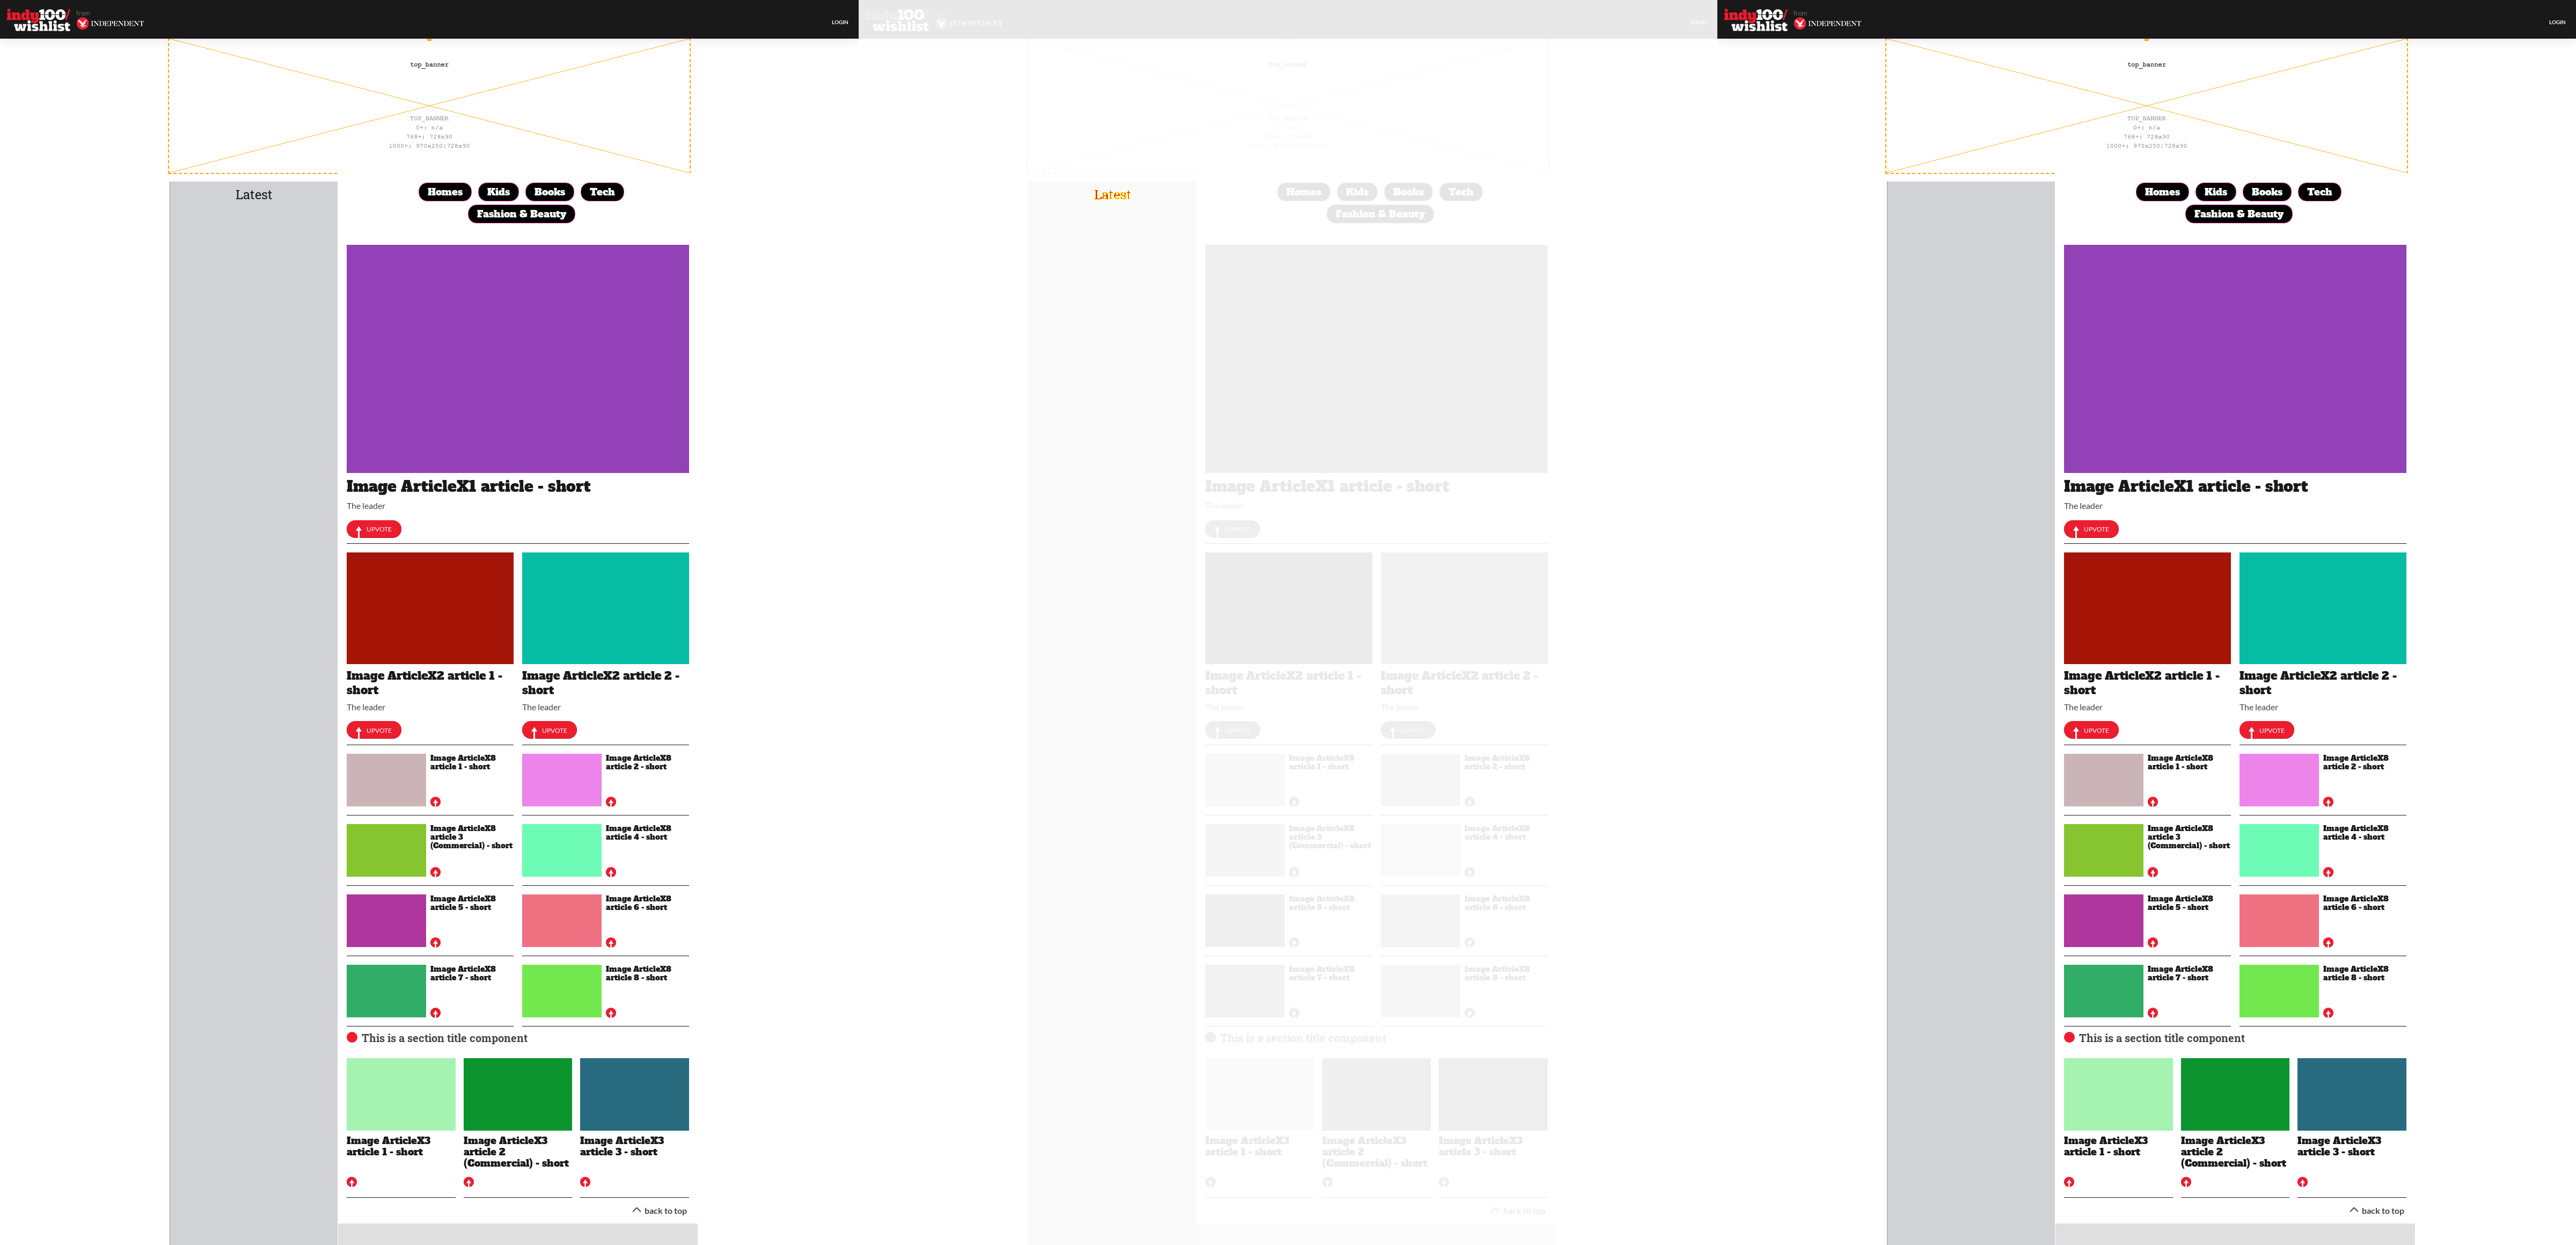 indy100/ from
wishlist INDEPENDENT
LOGIN
top_banner
TOP_BANNER
0+: n/a
768+: 728x90
1000+: 970x250|728x90
Latest
Homes Kids Books Tech
Fashion & Beauty
Image ArticleX1 article - short
The leader
UPVOTE
Image ArticleX2 article 1 -
short
The leader
UPVOTE
Image ArticleX2 article 2 -
short
The leader
UPVOTE
Image ArticleX8
article 1 - short
Image ArticleX8
article 2 - short
Image ArticleX8
article 3
(Commercial) - short
Image ArticleX8
article 4 - short
Image ArticleX8
article 5 - short
Image ArticleX8
article 6 - short
Image ArticleX8
article 7 - short
Image ArticleX8
article 8 - short
This is a section title component
Image ArticleX3
article 1 - short
Image ArticleX3
article 2
(Commercial) - short
Image ArticleX3
article 3 - short
back to top
indy100/
wishlist INDEPENDENT
LOGIN
top_banner
Latest
Homes Kids Books Tech
Fashion & Beauty
Image ArticleX1 article - short
The leader
Image ArticleX2 article 1 -
short
The leader
Image ArticleX2 article 2 -
short
The leader
Image ArticleX8
article 1 - short
Image ArticleX8
article 2 - short
Image ArticleX8
article 3
(Commercial) - short
Image ArticleX8
article 4 - short
Image ArticleX8
article 5 - short
Image ArticleX8
article 6 - short
Image ArticleX8
article 7 - short
Image ArticleX8
article 8 - short
This is a section title component
Image ArticleX3
article 1 - short
Image ArticleX3
article 2
(Commercial) - short
Image ArticleX3
article 3 - short
back to top
indy100/ from
wishlist INDEPENDENT
LOGIN
top_banner
TOP_BANNER
0+: n/a
768+: 728x90
1000+: 970x250|728x90
Homes Kids Books Tech
Fashion & Beauty
Image ArticleX1 article - short
The leader
UPVOTE
Image ArticleX2 article 1 -
short
The leader
UPVOTE
Image ArticleX2 article 2 -
short
The leader
UPVOTE
Image ArticleX8
article 1 - short
Image ArticleX8
article 2 - short
Image ArticleX8
article 3
(Commercial) - short
Image ArticleX8
article 4 - short
Image ArticleX8
article 5 - short
Image ArticleX8
article 6 - short
Image ArticleX8
article 7 - short
Image ArticleX8
article 8 - short
This is a section title component
Image ArticleX3
article 1 - short
Image ArticleX3
article 2
(Commercial) - short
Image ArticleX3
article 3 - short
back to top